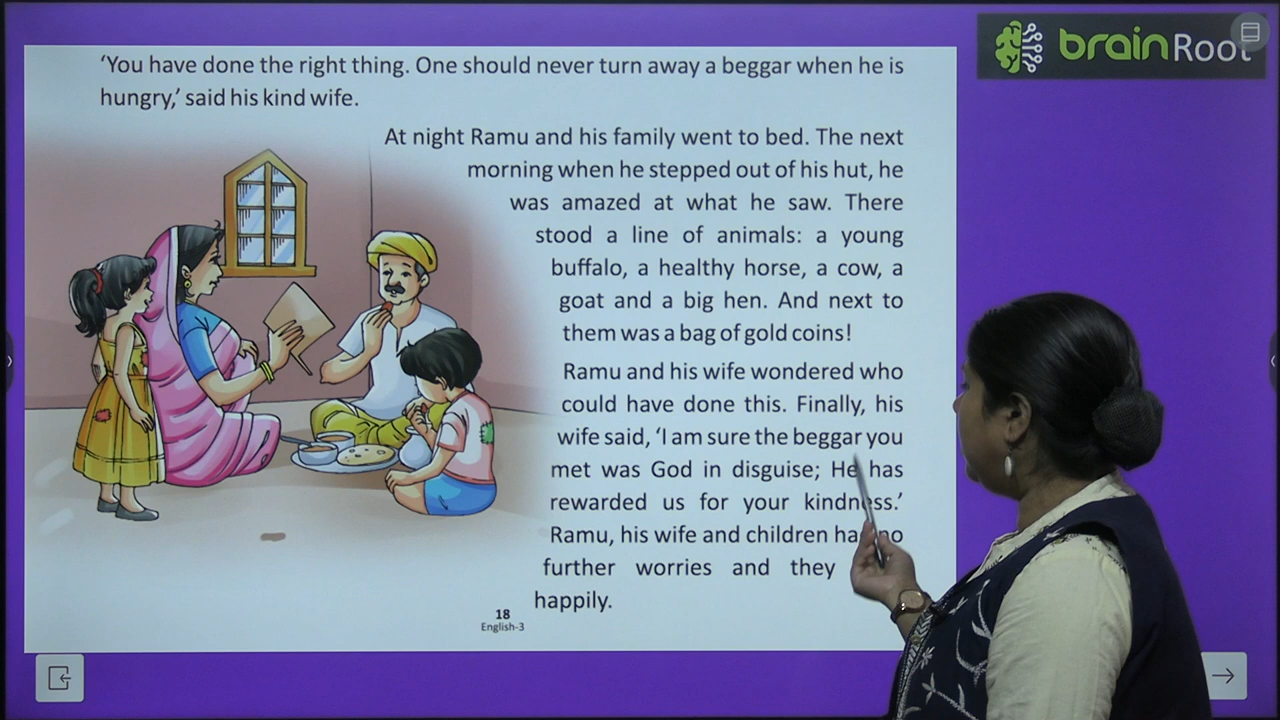 brainRoot
'You have done the right thing. One should never turn away a beggar when he is
hungry,' said his kind wife.
At night Ramu and his family went to bed. The next
morning when he stepped out of his hut, he
was amazed at what he saw. There
stood a line of animals: a young
buffalo, a healthy horse, a cow, a
goat and a big hen. And next to
them was a bag of gold coins!
Ramu and his wife wondered who
could have done this. Finally, his
wife said, 'I am sure the beggar you
met was God in disguise; He has
rewarded us for your kindness.'
Ramu, his wife and children had no
further worries and they
happily.
18
English-3